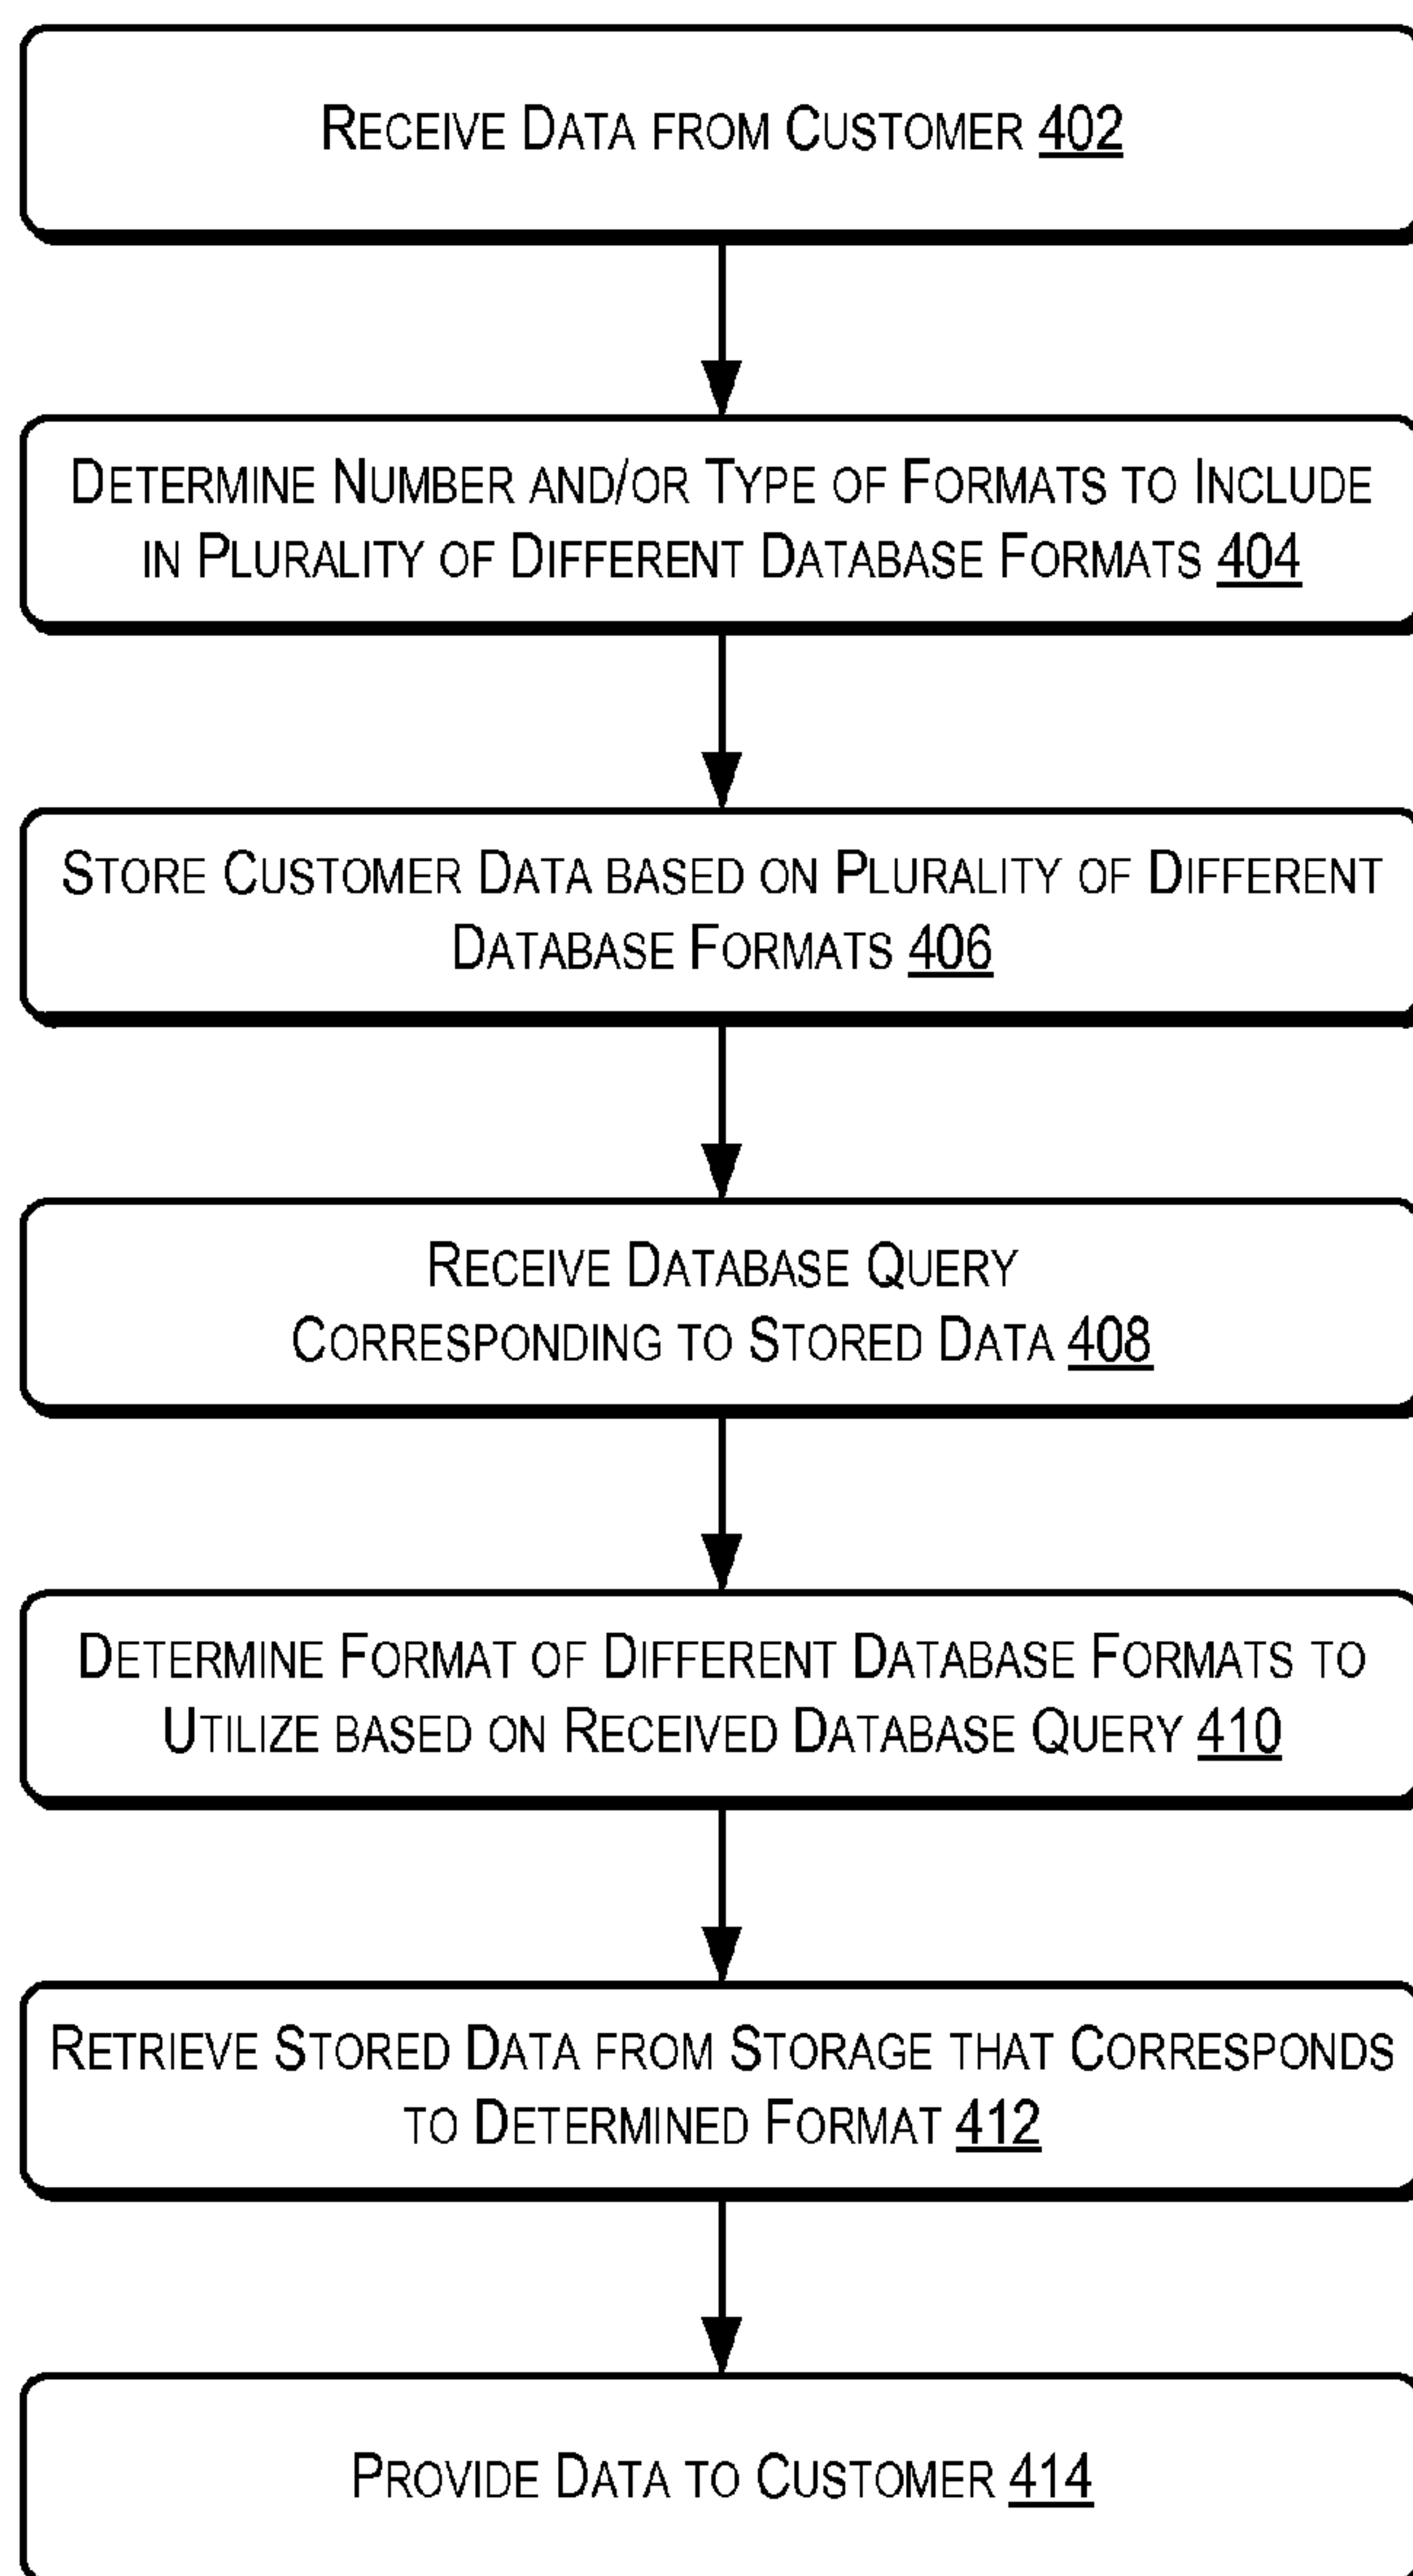 RECEIVE DATA FROM CUSTOMER 402
DETERMINE NUMBER AND/OR TYPE OF FORMATS TO INCLUDE
IN PLURALITY OF DIFFERENT DATABASE FORMATS 404
STORE CUSTOMER DATA BASED ON PLURALITY OF DIFFERENT
DATABASE FORMATS 406
RECEIVE DATABASE QUERY
CORRESPONDING TO STORED DATA 408
DETERMINE FORMAT OF DIFFERENT DATABASE FORMATS TO
UTILIZE BASED ON RECEIVED DATABASE QUERY 410
RETRIEVE STORED DATA FROM STORAGE THAT CORRESPONDS
TO DETERMINED FORMAT 412
PROVIDE DATA TO CUSTOMER 414